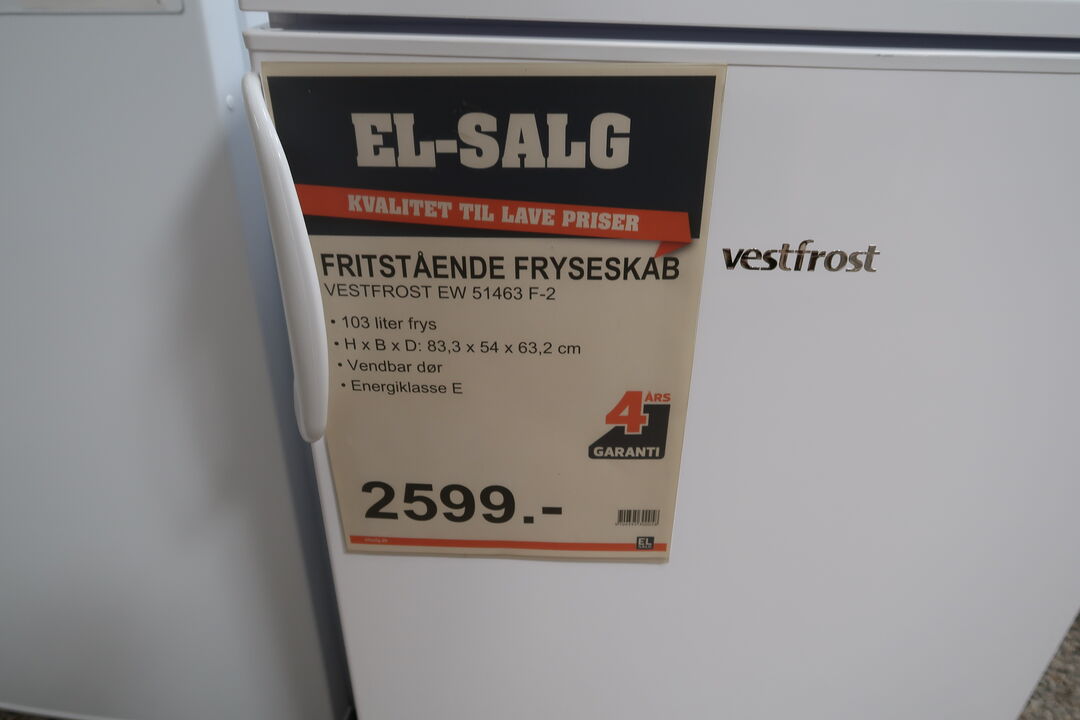 EL-SALG
KVALITET TIL LAVE PRISER
vestfrost
FRITSTÅENDE FRYSESKAB
VESTFROST EW 51463 F-2
• 103 liter frys
• H x B x D: 83,3 x 54 x 63,2 cm
• Vendbar dør
• Energiklasse E
4 ÅRS
GARANTI
2599.-
EL